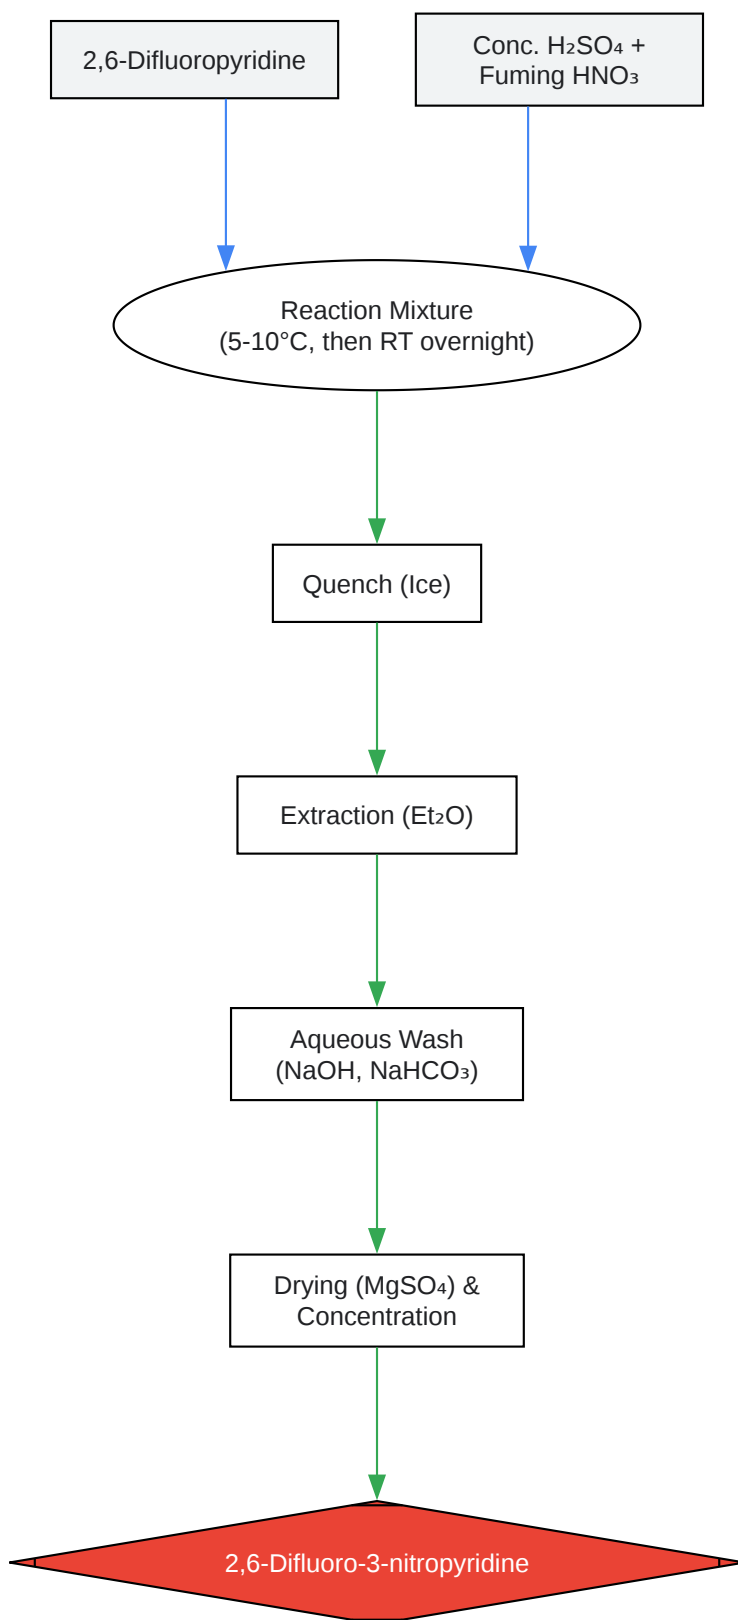 2,6-Difluoropyridine
Conc. H₂SO₄ +
Fuming HNO₃
Reaction Mixture
(5-10°C, then RT overnight)
Quench (Ice)
Extraction (Et₂O)
Aqueous Wash
(NaOH, NaHCO₃)
Drying (MgSO₄) &
Concentration
2,6-Difluoro-3-nitropyridine